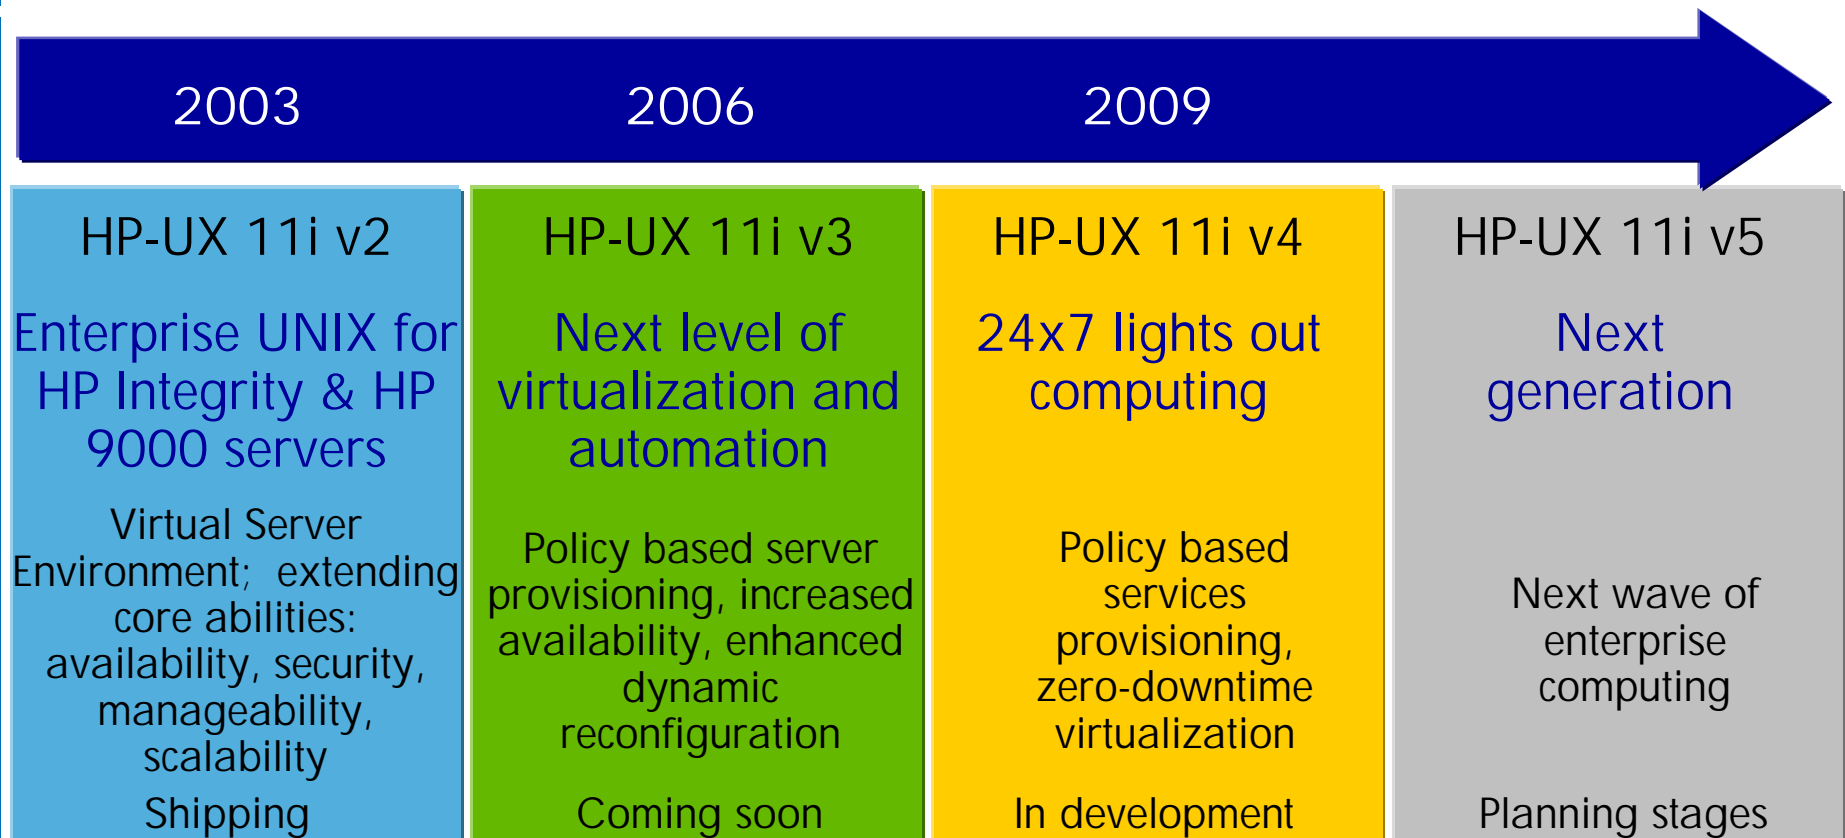 2003
2006
2009
HP-UX 11i v2
Enterprise UNIX for
HP Integrity & HP
9000 servers
Virtual Server
Environment; extending
core abilities:
availability, security,
manageability,
scalability
Shipping
HP-UX 11i v3
Next level of
virtualization and
automation
Policy based server
provisioning, increased
availability, enhanced
dynamic
reconfiguration
Coming soon
HP-UX 11i v4
24x7 lights out
computing
Policy based
services
provisioning,
zero-downtime
virtualization
In development
HP-UX 11i v5
Next
generation
Next wave of
enterprise
computing
Planning stages